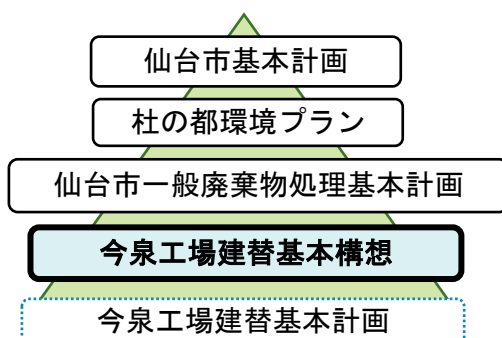 仙台市基本計画
杜の都環境プラン
仙台市一般廃棄物処理基本計画
今泉工場建替基本構想
今泉工場建替基本計画